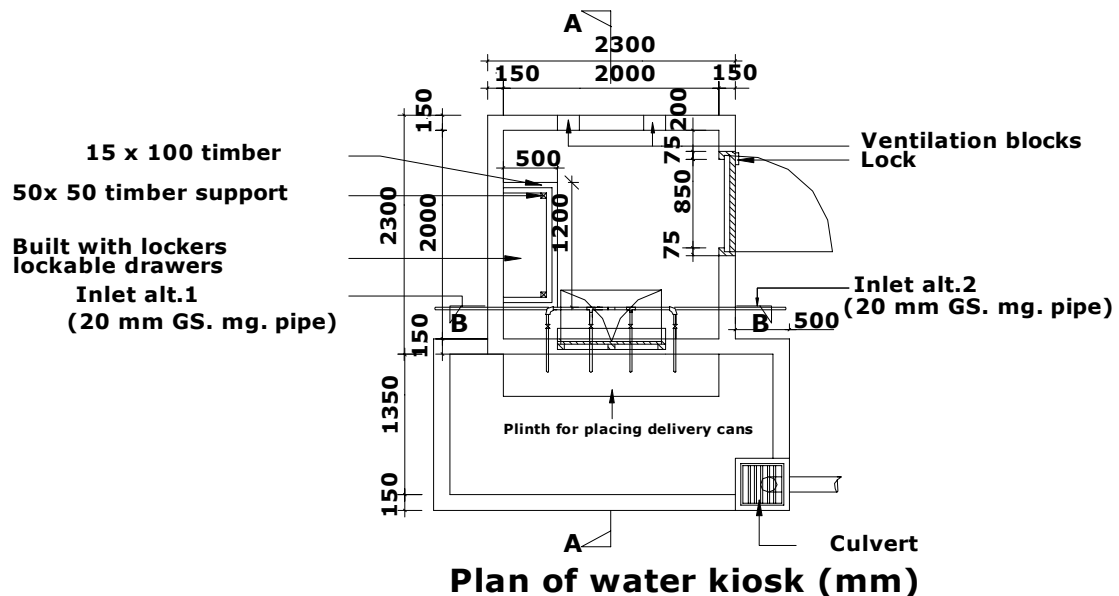 A
2300
150 2000 150
150
200
15 x 100 timber
500
75
Ventilation blocks
Lock
50x 50 timber support
2300
2000
1200
850
Built with lockers
lockable drawers
75
Inlet alt.1
(20 mm GS. mg. pipe)
Inlet alt.2
(20 mm GS. mg. pipe)
B
B
500
150
1350
Plinth for placing delivery cans
150
A
Culvert
Plan of water kiosk (mm)